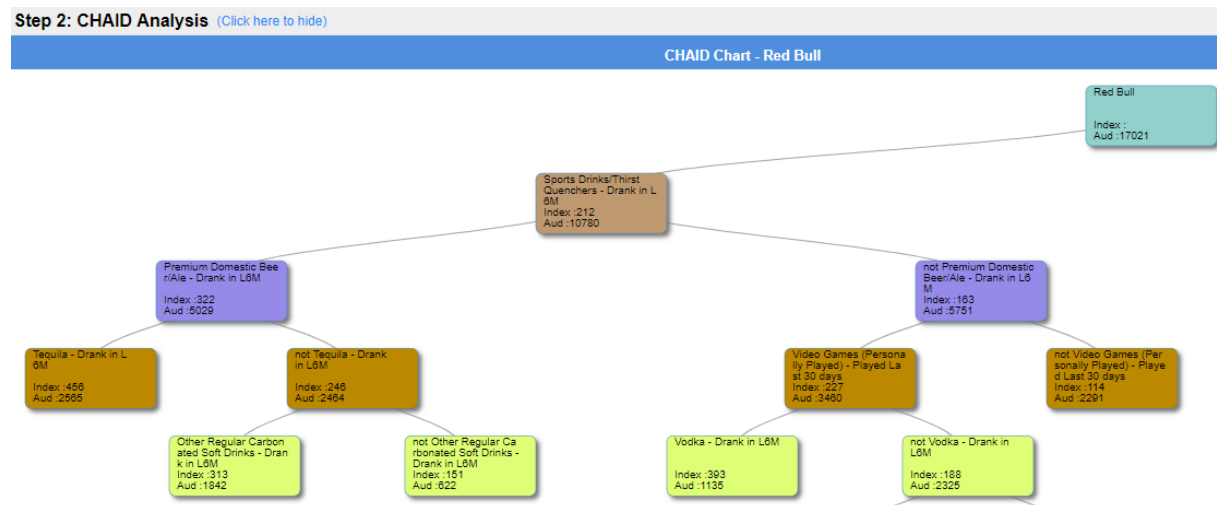 Step 2: CHAID Analysis (Click here to hide)
CHAID Chart - Red Bull
Red Bull
Index :
Aud :17021
Sports Drinks/Thirst
Quenchers - Drank in L
6M
Index :212
Aud :10780
Premium Domestic Bee
r/Ale - Drank in L6M
Index :322
Aud :5029
not Premium Domestic
Beer/Ale - Drank in L6
M
Index :163
Aud :5751
Tequila - Drank in L
6M
Index :456
Aud :2565
not Tequila - Drank
in L6M
Index :246
Aud :2464
Video Games (Persona
lly Played) - Played La
st 30 days
Index :227
Aud :3460
not Video Games (Per
sonally Played) - Playe
d Last 30 days
Index :114
Aud :2291
Other Regular Carbon
ated Soft Drinks - Dran
k in L6M
Index :313
Aud :1842
not Other Regular Ca
rbonated Soft Drinks -
Drank in L6M
Index :151
Aud :622
Vodka - Drank in L6M
Index :393
Aud :1135
not Vodka - Drank in
L6M
Index :188
Aud :2325